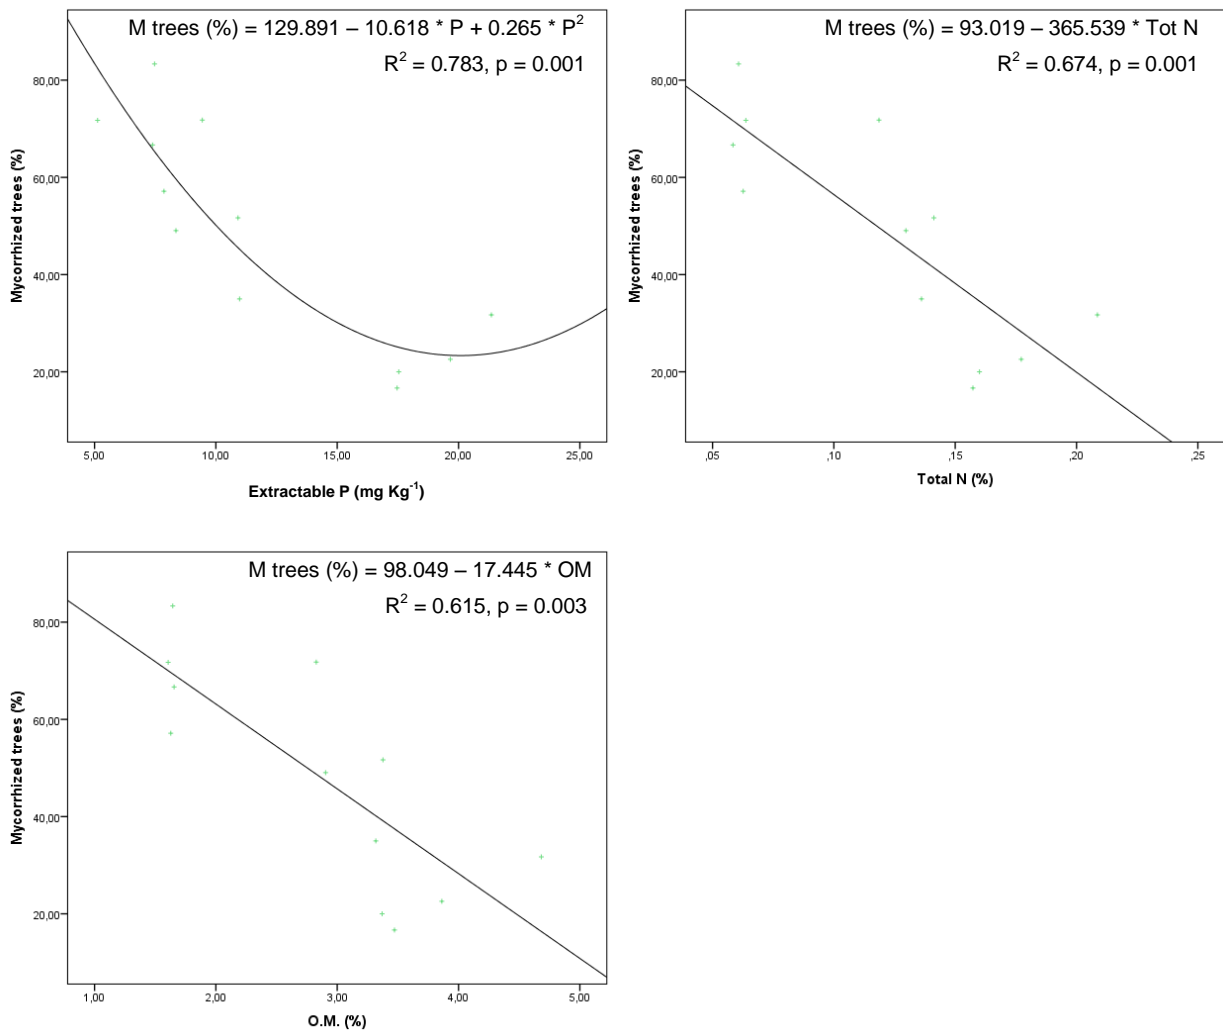 M trees (%) = 129.891 – 10.618 * P + 0.265 * P²
R² = 0.783, p = 0.001
Mycorrhized trees (%)
80,00
60,00
40,00
20,00
5,00 10,00 15,00 20,00 25,00
Extractable P (mg Kg⁻¹)
M trees (%) = 93.019 – 365.539 * Tot N
R² = 0.674, p = 0.001
Mycorrhized trees (%)
80,00
60,00
40,00
20,00
,05 ,10 ,15 ,20 ,25
Total N (%)
M trees (%) = 98.049 – 17.445 * OM
R² = 0.615, p = 0.003
Mycorrhized trees (%)
80,00
60,00
40,00
20,00
1,00 2,00 3,00 4,00 5,00
O.M. (%)